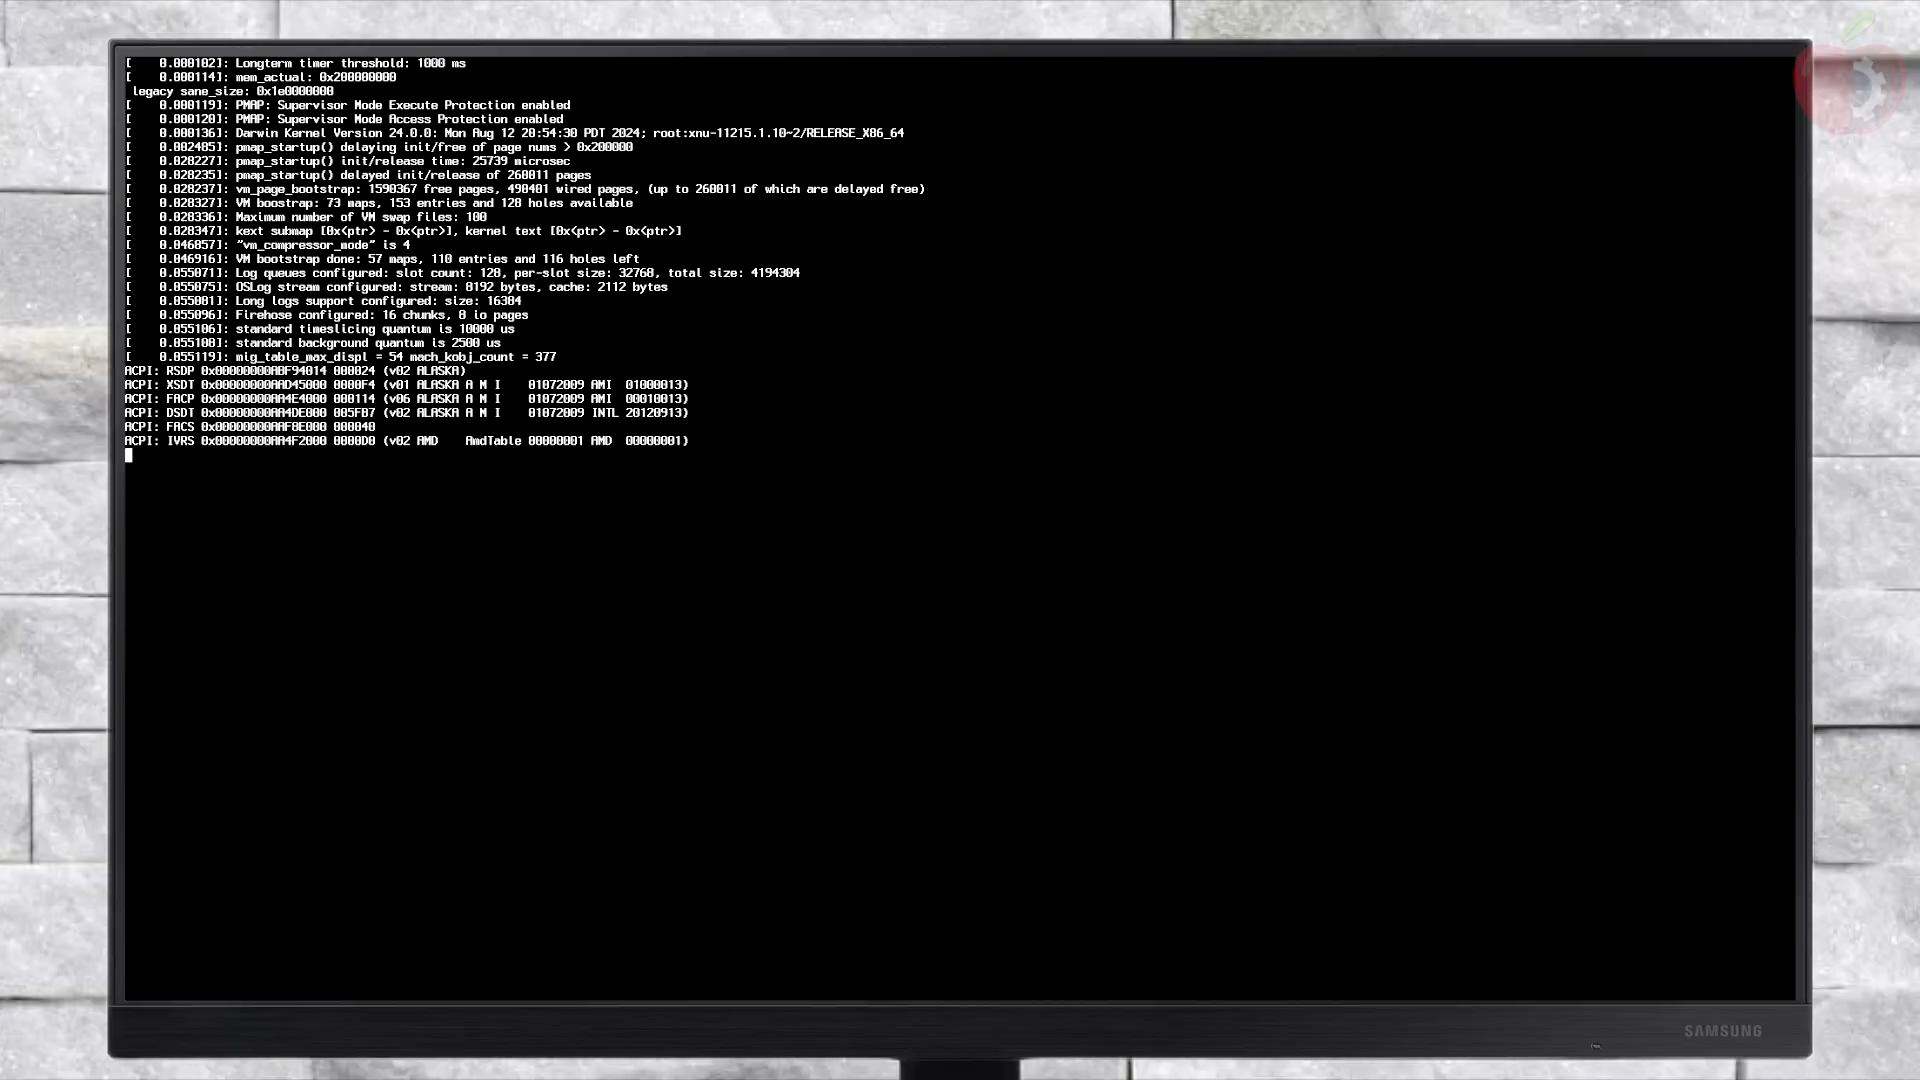 [    0.000102]: Longterm timer threshold: 1000 ms
[    0.000114]: mem_actual: 0x200000000
legacy sane_size: 0x1e0000000
[    0.000119]: PMAP: Supervisor Mode Execute Protection enabled
[    0.000120]: PMAP: Supervisor Mode Access Protection enabled
[    0.000136]: Darwin Kernel Version 24.0.0: Mon Aug 12 20:54:30 PDT 2024; root:xnu-11215.1.10~2/RELEASE_X86_64
[    0.002485]: pmap_startup() delaying init/free of page nums > 0x200000
[    0.028227]: pmap_startup() init/release time: 25739 microsec
[    0.028235]: pmap_startup() delayed init/release of 260011 pages
[    0.028237]: vm_page_bootstrap: 1590367 free pages, 490401 wired pages, (up to 260011 of which are delayed free)
[    0.028327]: VM boostrap: 73 maps, 153 entries and 128 holes available
[    0.028336]: Maximum number of VM swap files: 100
[    0.028347]: kext submap [0x<ptr> - 0x<ptr>], kernel text [0x<ptr> - 0x<ptr>]
[    0.046857]: "vm_compressor_mode" is 4
[    0.046916]: VM bootstrap done: 57 maps, 110 entries and 116 holes left
[    0.055071]: Log queues configured: slot count: 128, per-slot size: 32768, total size: 4194304
[    0.055075]: OSLog stream configured: stream: 8192 bytes, cache: 2112 bytes
[    0.055081]: Long logs support configured: size: 16384
[    0.055096]: Firehose configured: 16 chunks, 8 io pages
[    0.055106]: standard timeslicing quantum is 10000 us
[    0.055108]: standard background quantum is 2500 us
[    0.055119]: mig_table_max_displ = 54 mach_kobj_count = 377
ACPI: RSDP 0x00000000ABF94014 000024 (v02 ALASKA)
ACPI: XSDT 0x00000000AAD45000 0000F4 (v01 ALASKA A M I    01072009 AMI  01000013)
ACPI: FACP 0x00000000AA4E4000 000114 (v06 ALASKA A M I    01072009 AMI  00010013)
ACPI: DSDT 0x00000000AA4DE000 005FB7 (v02 ALASKA A M I    01072009 INTL 20120913)
ACPI: FACS 0x00000000AAF8E000 000040
ACPI: IVRS 0x00000000AA4F2000 0000D0 (v02 AMD    AmdTable 00000001 AMD  00000001)
SAMSUNG